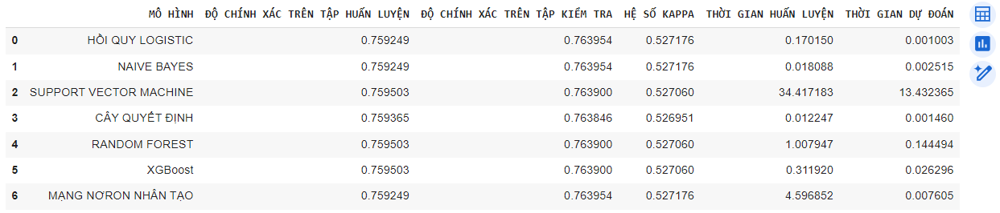 MÔ HÌNH ĐỘ CHÍNH XÁC TRÊN TẬP HUẤN LUYỆN ĐỘ CHÍNH XÁC TRÊN TẬP KIỂM TRA HỆ SỐ KAPPA THỜI GIAN HUẤN LUYỆN THỜI GIAN DỰ ĐOÁN
0 HỒI QUY LOGISTIC 0.759249 0.763954 0.527176 0.170150 0.001003
1 NAIVE BAYES 0.759249 0.763954 0.527176 0.018088 0.002515
2 SUPPORT VECTOR MACHINE 0.759503 0.763900 0.527060 34.417183 13.432365
3 CÂY QUYẾT ĐỊNH 0.759365 0.763846 0.526951 0.012247 0.001460
4 RANDOM FOREST 0.759503 0.763900 0.527060 1.007947 0.144494
5 XGBoost 0.759503 0.763900 0.527060 0.311920 0.026296
6 MẠNG NƠRON NHÂN TẠO 0.759249 0.763954 0.527176 4.596852 0.007605